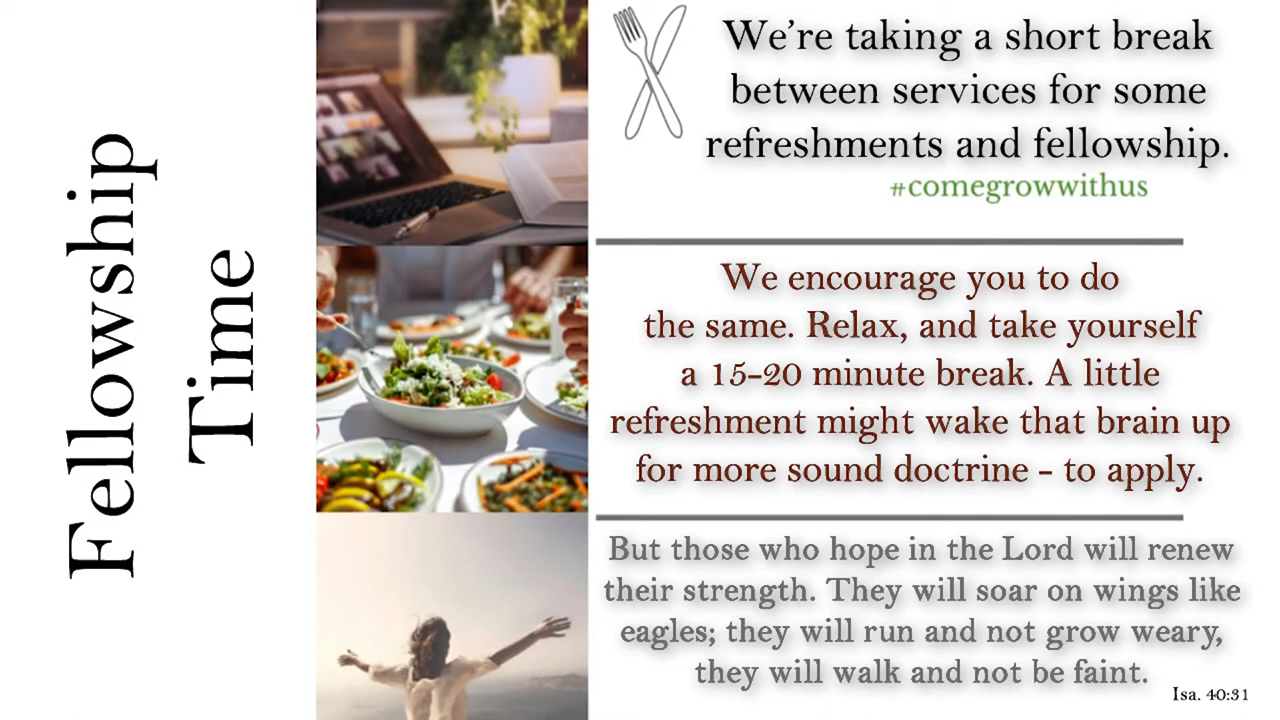 Fellowship
Time
We're taking a short break
between services for some
refreshments and fellowship.
#comegrowwithus
We encourage you to do
the same. Relax, and take yourself
a 15-20 minute break. A little
refreshment might wake that brain up
for more sound doctrine - to apply.
But those who hope in the Lord will renew
their strength. They will soar on wings like
eagles; they will run and not grow weary,
they will walk and not be faint.
Isa. 40:31